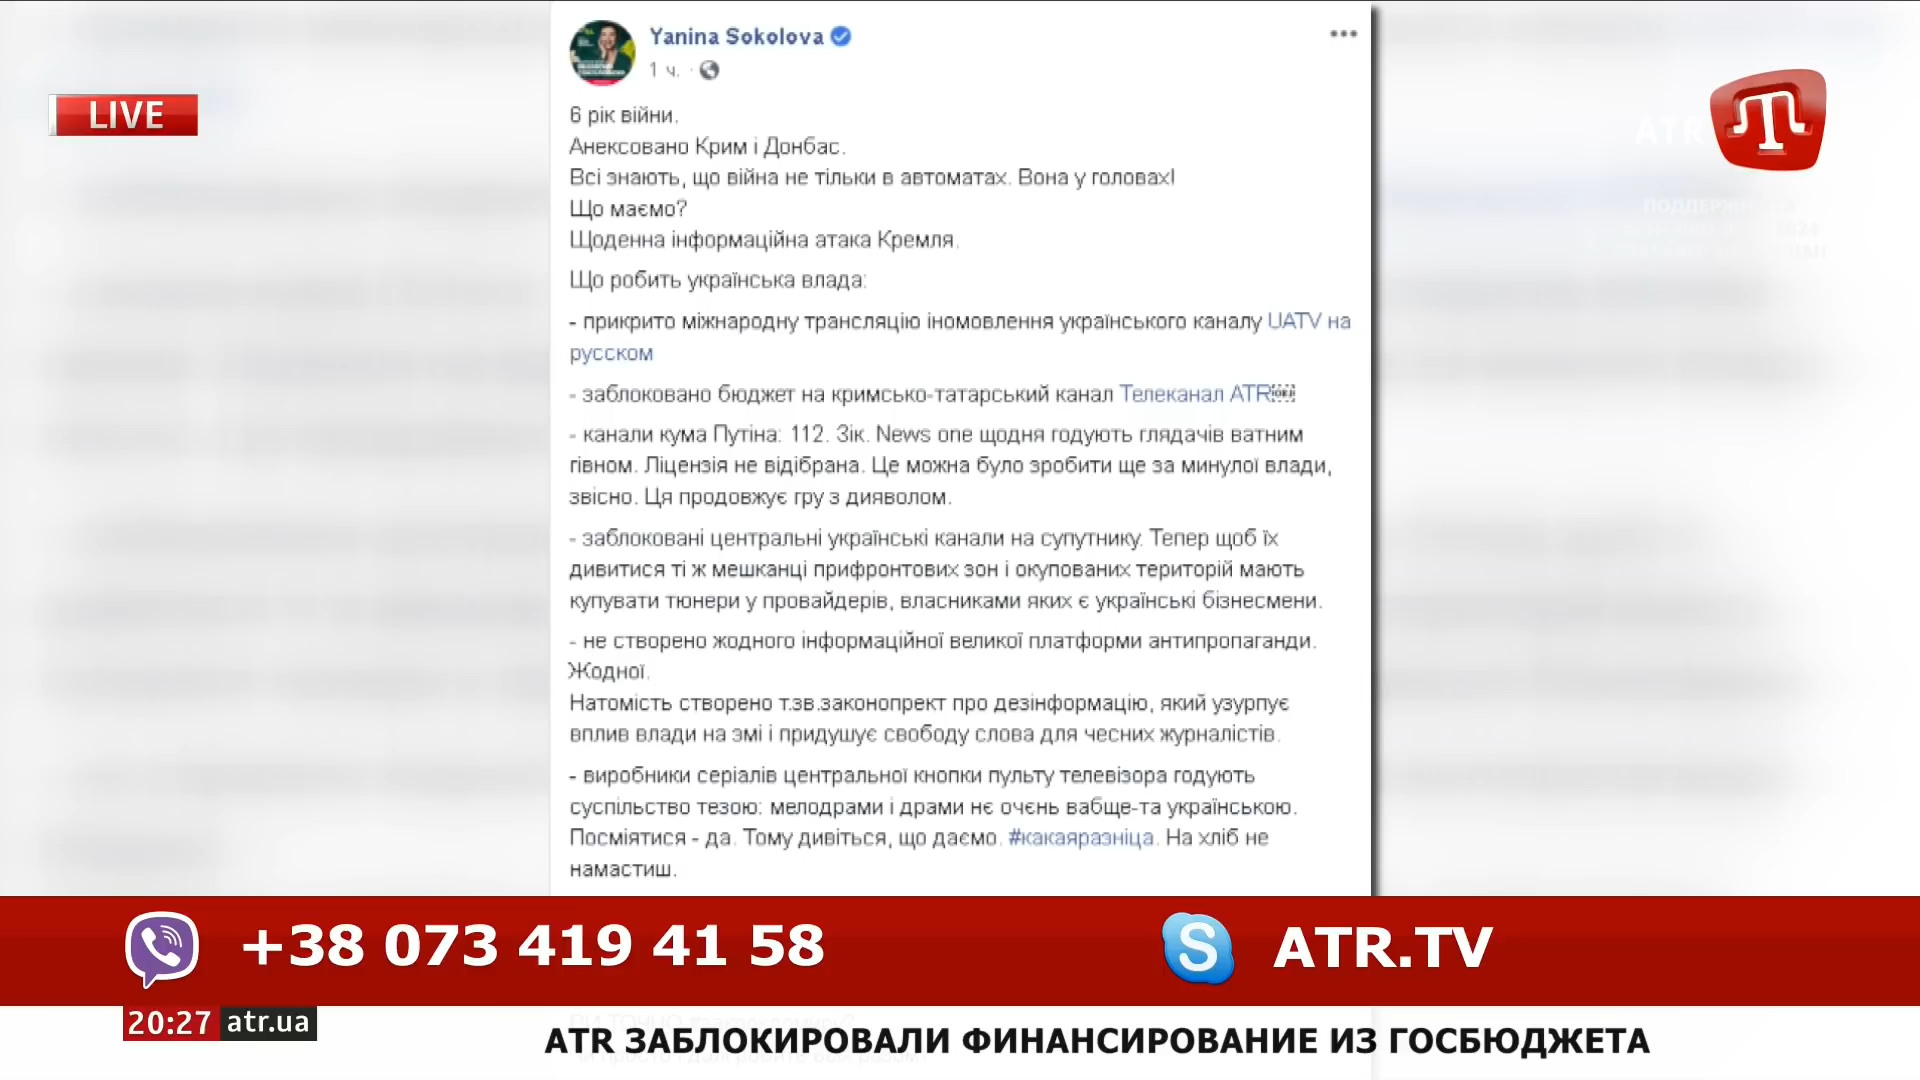 Yanina Sokolova
1 ч. ·
LIVE
ATR
6 рік війни.
Анексовано Крим і Донбас.
Всі знають, що війна не тільки в автоматах. Вона у головах!
Що маємо?
Щоденна інформаційна атака Кремля.
Що робить українська влада:
- прикрито міжнародну трансляцію іномовлення українського каналу UATV на
русском
- заблоковано бюджет на кримсько-татарський канал Телеканал ATR
- канали кума Путіна: 112. Зік. News one щодня годують глядачів ватним
гівном. Ліцензія не відібрана. Це можна було зробити ще за минулої влади,
звісно. Ця продовжує гру з дияволом.
- заблоковані центральні українські канали на супутнику. Тепер щоб їх
дивитися ті ж мешканці прифронтових зон і окупованих територій мають
купувати тюнери у провайдерів, власниками яких є українські бізнесмени.
- не створено жодного інформаційної великої платформи антипропаганди.
Жодної.
Натомість створено т.зв.законопрект про дезінформацію, який узурпує
вплив влади на змі і придушує свободу слова для чесних журналістів.
- виробники серіалів центральної кнопки пульту телевізора годують
суспільство тезою: мелодрами і драми нє очєнь вабще-та українською.
Посміятися - да. Тому дивіться, що даємо. #какаяразніца. На хліб не
намастиш.
+38 073 419 41 58
ATR.TV
20:27 atr.ua
ATR ЗАБЛОКИРОВАЛИ ФИНАНСИРОВАНИЕ ИЗ ГОСБЮДЖЕТА